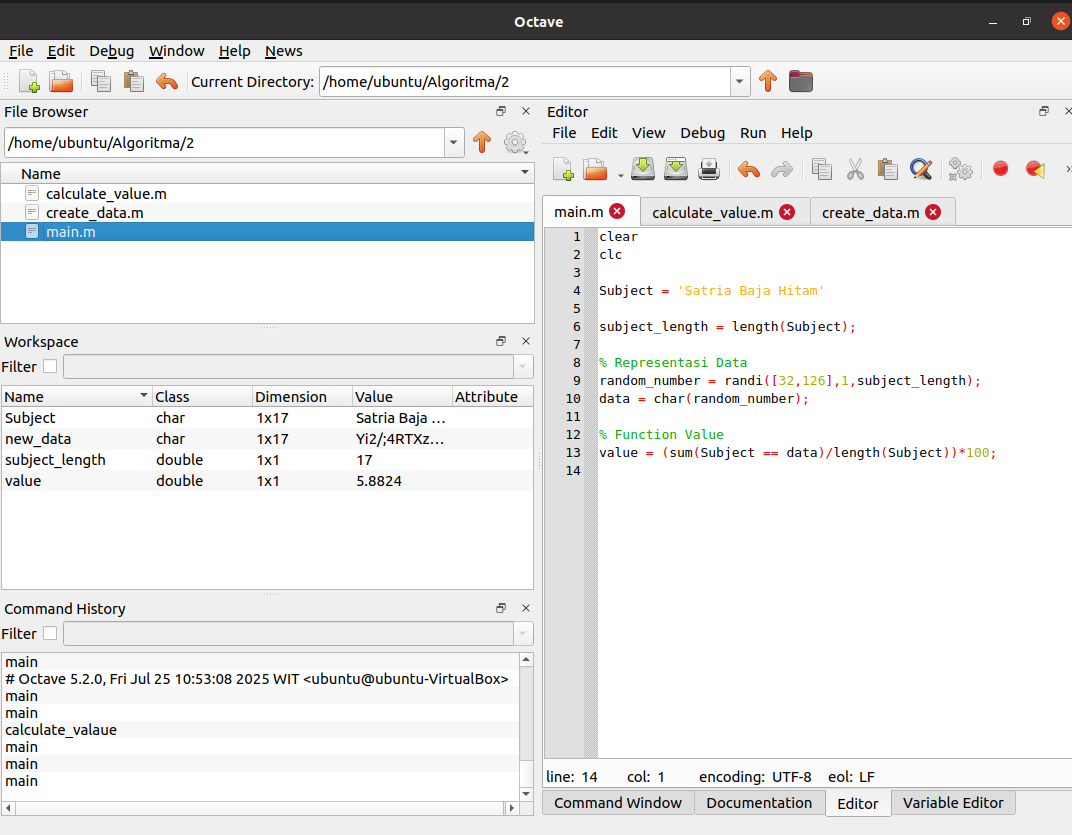 Octave
File Edit Debug Window Help News
Current Directory: /home/ubuntu/Algoritma/2
File Browser
/home/ubuntu/Algoritma/2
Name
calculate_value.m
create_data.m
main.m
Workspace
Filter
Name Class Dimension Value Attribute
Subject char 1x17 Satria Baja ...
new_data char 1x17 Yi2/;4RTXz...
subject_length double 1x1 17
value double 1x1 5.8824
Command History
Filter
main
# Octave 5.2.0, Fri Jul 25 10:53:08 2025 WIT <ubuntu@ubuntu-VirtualBox>
main
main
calculate_valaue
main
main
main
Editor
File Edit View Debug Run Help
main.m calculate_value.m create_data.m
1 clear
2 clc
3
4 Subject = 'Satria Baja Hitam'
5
6 subject_length = length(Subject);
7
8 % Representasi Data
9 random_number = randi([32,126],1,subject_length);
10 data = char(random_number);
11
12 % Function Value
13 value = (sum(Subject == data)/length(Subject))*100;
14
line: 14 col: 1 encoding: UTF-8 eol: LF
Command Window Documentation Editor Variable Editor